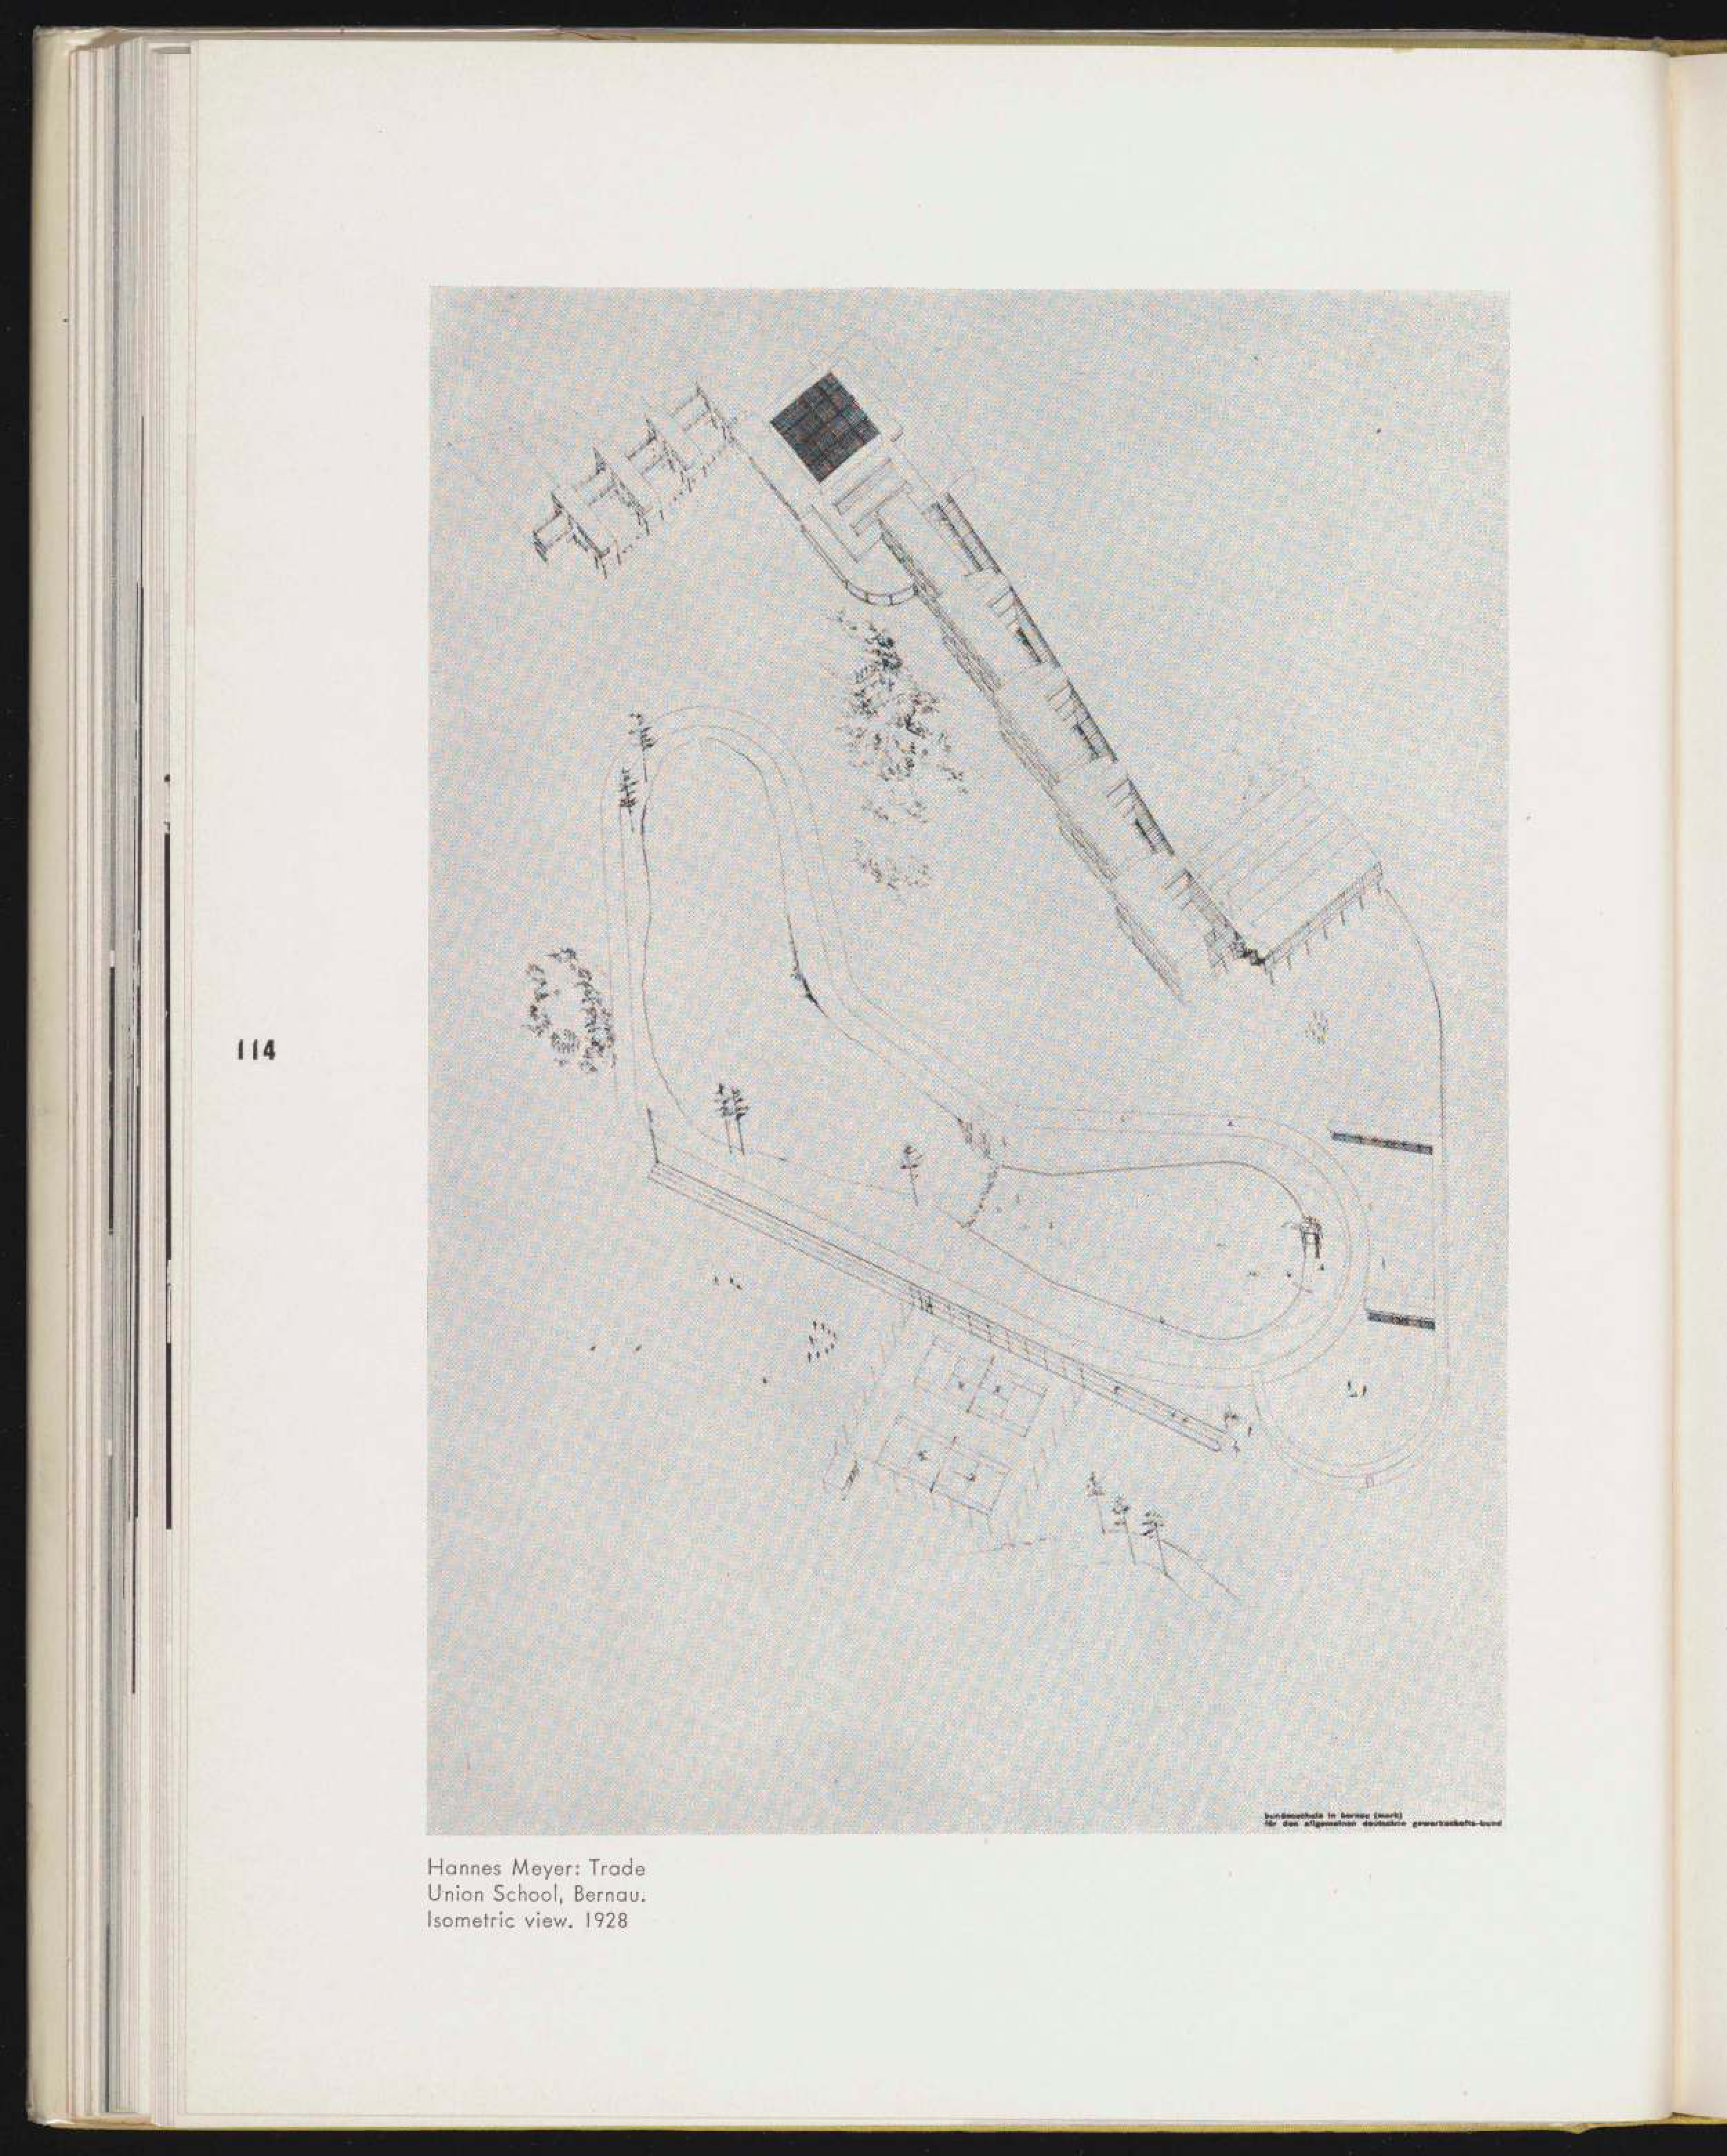 114
bundesschule in bernau (mark)
für den allgemeinen deutschen gewerkschafts-bund
Hannes Meyer: Trade
Union School, Bernau.
Isometric view. 1928